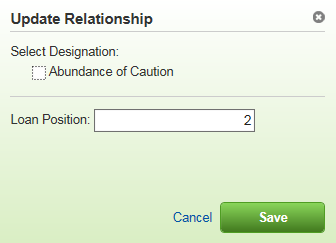 Update Relationship
Select Designation:
Abundance of Caution
Loan Position: 2
Cancel Save